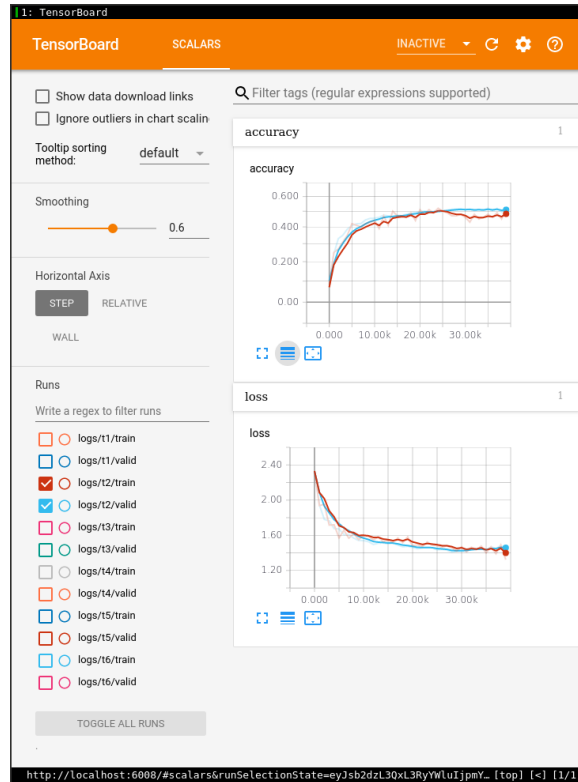 1: TensorBoard
TensorBoard
SCALARS
INACTIVE
Show data download links
Ignore outliers in chart scalin
Tooltip sorting
method:
default
Smoothing
0.6
Horizontal Axis
STEP
RELATIVE
WALL
Runs
Write a regex to filter runs
logs/t1/train
logs/t1/valid
logs/t2/train
logs/t2/valid
logs/t3/train
logs/t3/valid
logs/t4/train
logs/t4/valid
logs/t5/train
logs/t5/valid
logs/t6/train
logs/t6/valid
TOGGLE ALL RUNS
Filter tags (regular expressions supported)
accuracy 1
accuracy
0.600
0.400
0.200
0.00
0.000 10.00k 20.00k 30.00k
loss 1
loss
2.40
2.00
1.60
1.20
0.000 10.00k 20.00k 30.00k
http://localhost:6008/#scalars&runSelectionState=eyJsb2dzL3QxL3RyYWluIjpmY… [top] [<] [1/1